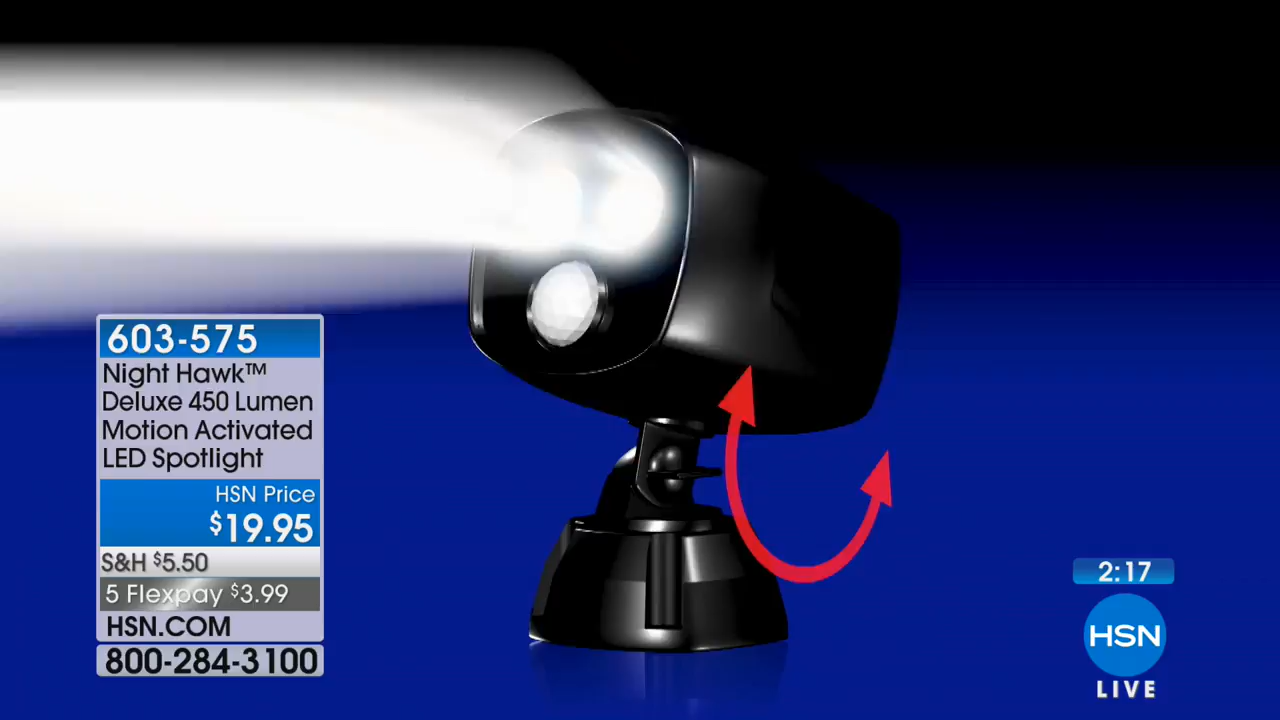 603-575
Night Hawk™
Deluxe 450 Lumen
Motion Activated
LED Spotlight
HSN Price
$19.95
S&H $5.50
5 Flexpay $3.99
HSN.COM
800-284-3100
2:17
HSN
LIVE